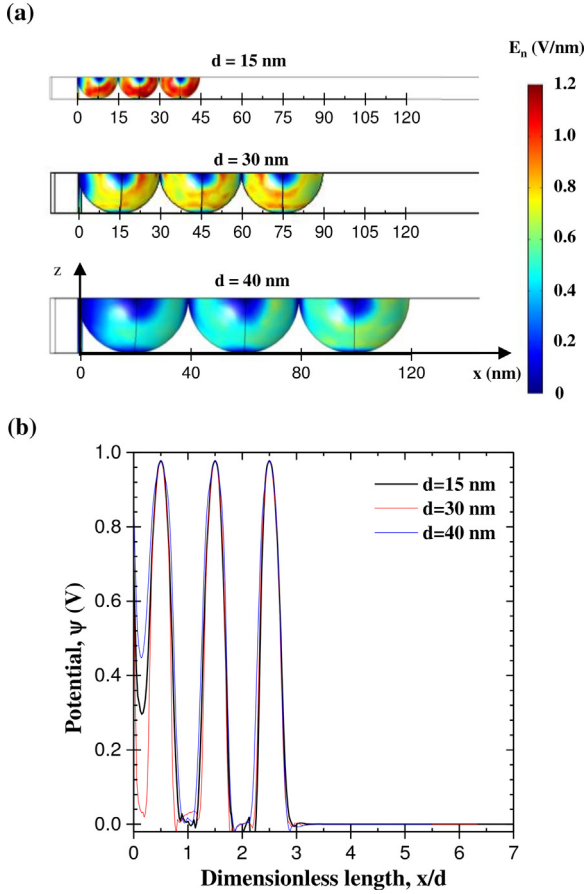 (a)
E_n (V/nm)
d = 15 nm
1.2
0 15 30 45 60 75 90 105 120
1.0
d = 30 nm
0.8
0 15 30 45 60 75 90 105 120
0.6
z
d = 40 nm
0.4
0.2
0 40 80 120 x (nm)
0
(b)
1.0
d=15 nm
d=30 nm
d=40 nm
0.8
0.6
0.4
0.2
0.0
Potential, ψ (V)
0 1 2 3 4 5 6 7
Dimensionless length, x/d